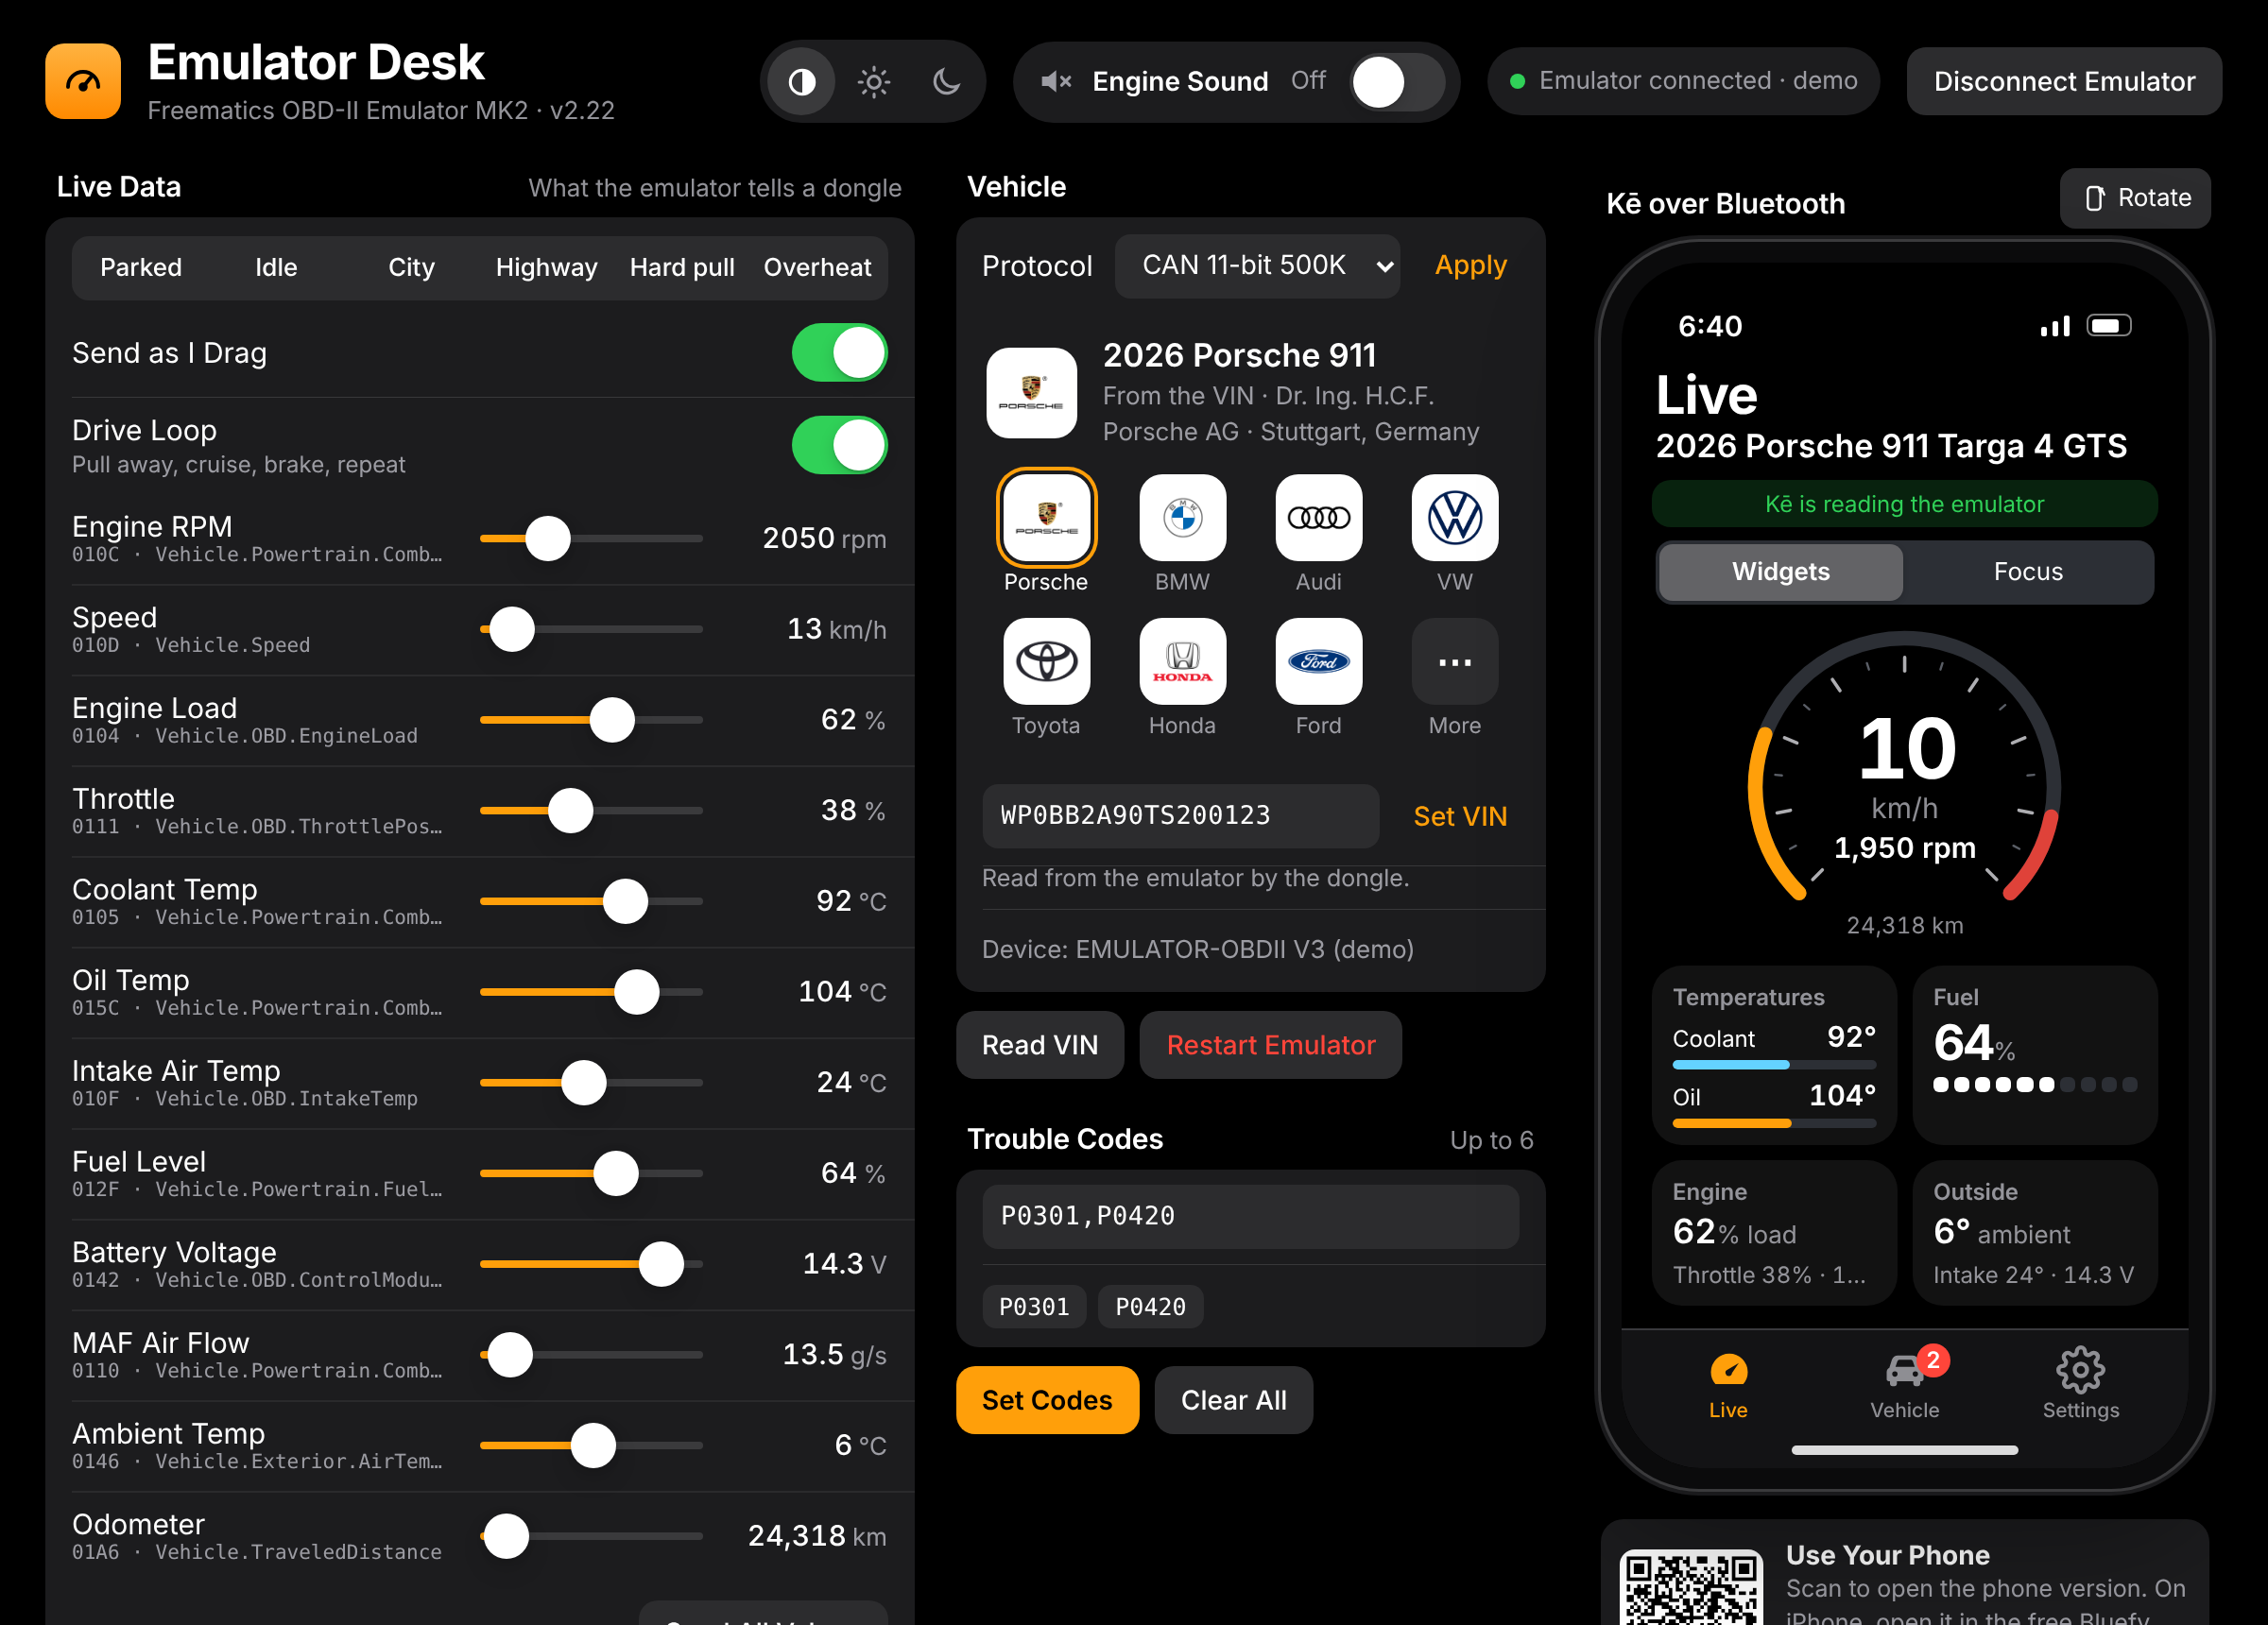 Emulator Desk
Freematics OBD-II Emulator MK2 · v2.22
Engine Sound Off
Emulator connected · demo
Disconnect Emulator
Live Data
What the emulator tells a dongle
Parked Idle City Highway Hard pull Overheat
Send as I Drag
Drive Loop
Pull away, cruise, brake, repeat
Engine RPM
010C · Vehicle.Powertrain.Comb…
2050 rpm
Speed
010D · Vehicle.Speed
13 km/h
Engine Load
0104 · Vehicle.OBD.EngineLoad
62 %
Throttle
0111 · Vehicle.OBD.ThrottlePos…
38 %
Coolant Temp
0105 · Vehicle.Powertrain.Comb…
92 °C
Oil Temp
015C · Vehicle.Powertrain.Comb…
104 °C
Intake Air Temp
010F · Vehicle.OBD.IntakeTemp
24 °C
Fuel Level
012F · Vehicle.Powertrain.Fuel…
64 %
Battery Voltage
0142 · Vehicle.OBD.ControlModu…
14.3 V
MAF Air Flow
0110 · Vehicle.Powertrain.Comb…
13.5 g/s
Ambient Temp
0146 · Vehicle.Exterior.AirTem…
6 °C
Odometer
01A6 · Vehicle.TraveledDistance
24,318 km
Vehicle
Protocol CAN 11-bit 500K Apply
PORSCHE
2026 Porsche 911
From the VIN · Dr. Ing. H.C.F.
Porsche AG · Stuttgart, Germany
PORSCHE
BMW
Porsche BMW Audi VW
HONDA Ford
Toyota Honda Ford More
WP0BB2A90TS200123 Set VIN
Read from the emulator by the dongle.
Device: EMULATOR-OBDII V3 (demo)
Read VIN Restart Emulator
Trouble Codes Up to 6
P0301,P0420
P0301 P0420
Set Codes Clear All
Kē over Bluetooth Rotate
6:40
Live
2026 Porsche 911 Targa 4 GTS
Kē is reading the emulator
Widgets Focus
10
km/h
1,950 rpm
24,318 km
Temperatures
Coolant 92°
Oil 104°
Fuel
64%
Engine
62% load
Throttle 38% · 1…
Outside
6° ambient
Intake 24° · 14.3 V
2
Live Vehicle Settings
Use Your Phone
Scan to open the phone version. On
iPhone, open it in the free Bluefy